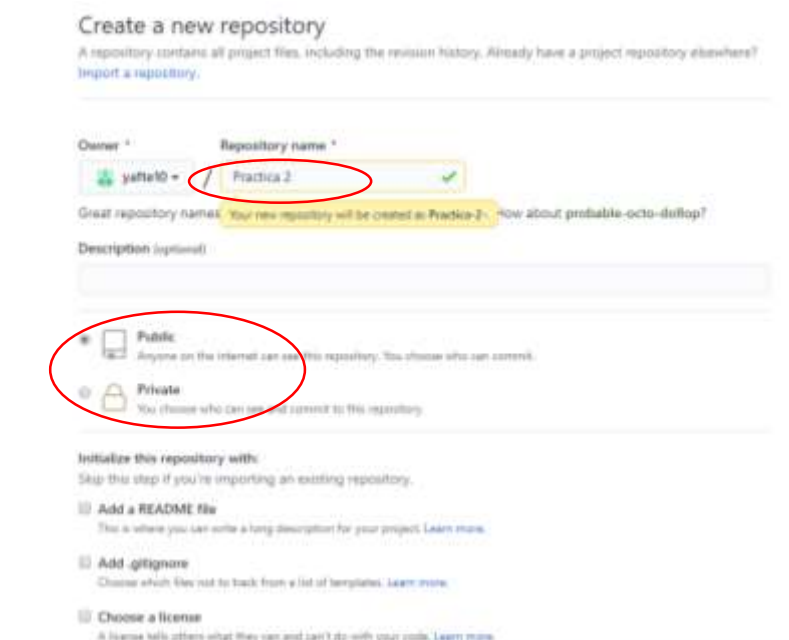 Create a new repository
A repository contains all project files, including the revision history. Already have a project repository elsewhere?
Import a repository.
Owner *
Repository name *
yafte10
/
Practica 2
Great repository names
Your new repository will be created as Practica-2-.
How about probable-octo-dollop?
Description (optional)
Public
Anyone on the internet can see this repository. You choose who can commit.
Private
You choose who can see and commit to this repository.
Initialize this repository with:
Skip this step if you're importing an existing repository.
Add a README file
This is where you can write a long description for your project. Learn more.
Add .gitignore
Choose which files not to track from a list of templates. Learn more.
Choose a license
A license tells others what they can and can't do with your code. Learn more.